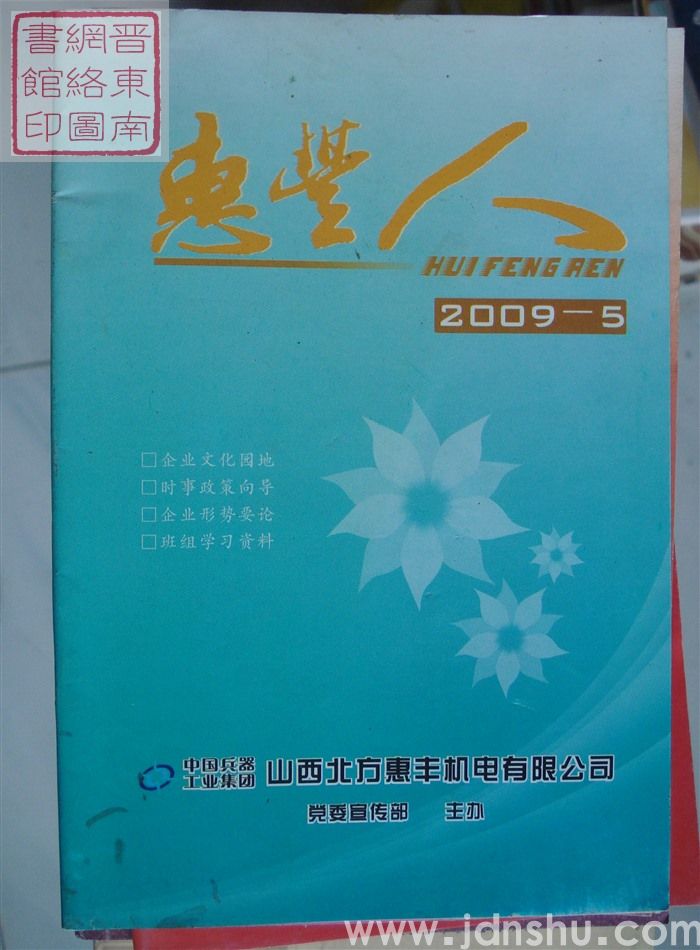 晋東南
網絡圖
書館印
惠豐人
HUI FENG REN
2009－5
□企业文化园地
□时事政策向导
□企业形势要论
□班组学习资料
中国兵器
工业集团
山西北方惠丰机电有限公司
党委宣传部 主办
www.jdnshu.com